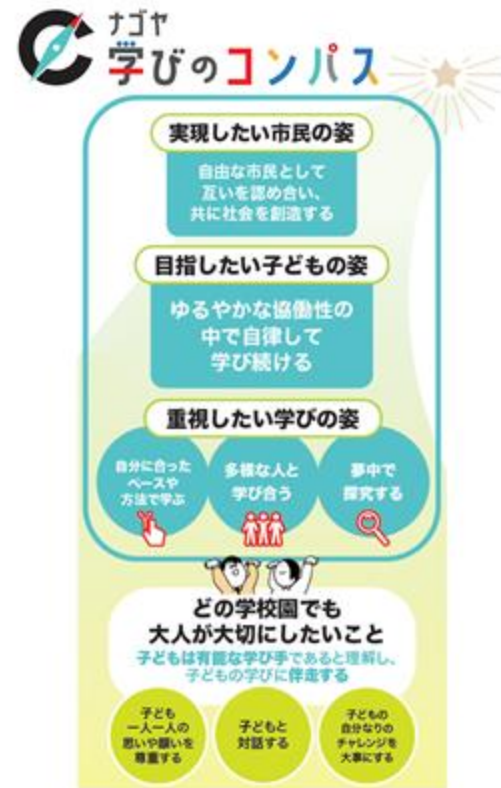 ナゴヤ
学びのコンパス
実現したい市民の姿
自由な市民として
互いを認め合い、
共に社会を創造する
目指したい子どもの姿
ゆるやかな協働性の
中で自律して
学び続ける
重視したい学びの姿
自分に合った
ペースや
方法で学ぶ
多様な人と
学び合う
夢中で
探究する
どの学校園でも
大人が大切にしたいこと
子どもは有能な学び手であると理解し、
子どもの学びに伴走する
子ども
一人一人の
思いや願いを
尊重する
子どもと
対話する
子どもの
自分なりの
チャレンジを
大事にする